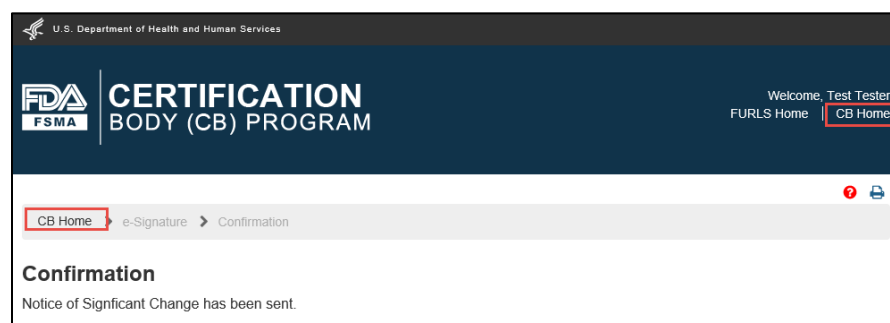 U.S. Department of Health and Human Services
FDA
FSMA
CERTIFICATION
BODY (CB) PROGRAM
Welcome, Test Tester
FURLS Home | CB Home
CB Home > e-Signature > Confirmation
Confirmation
Notice of Signficant Change has been sent.